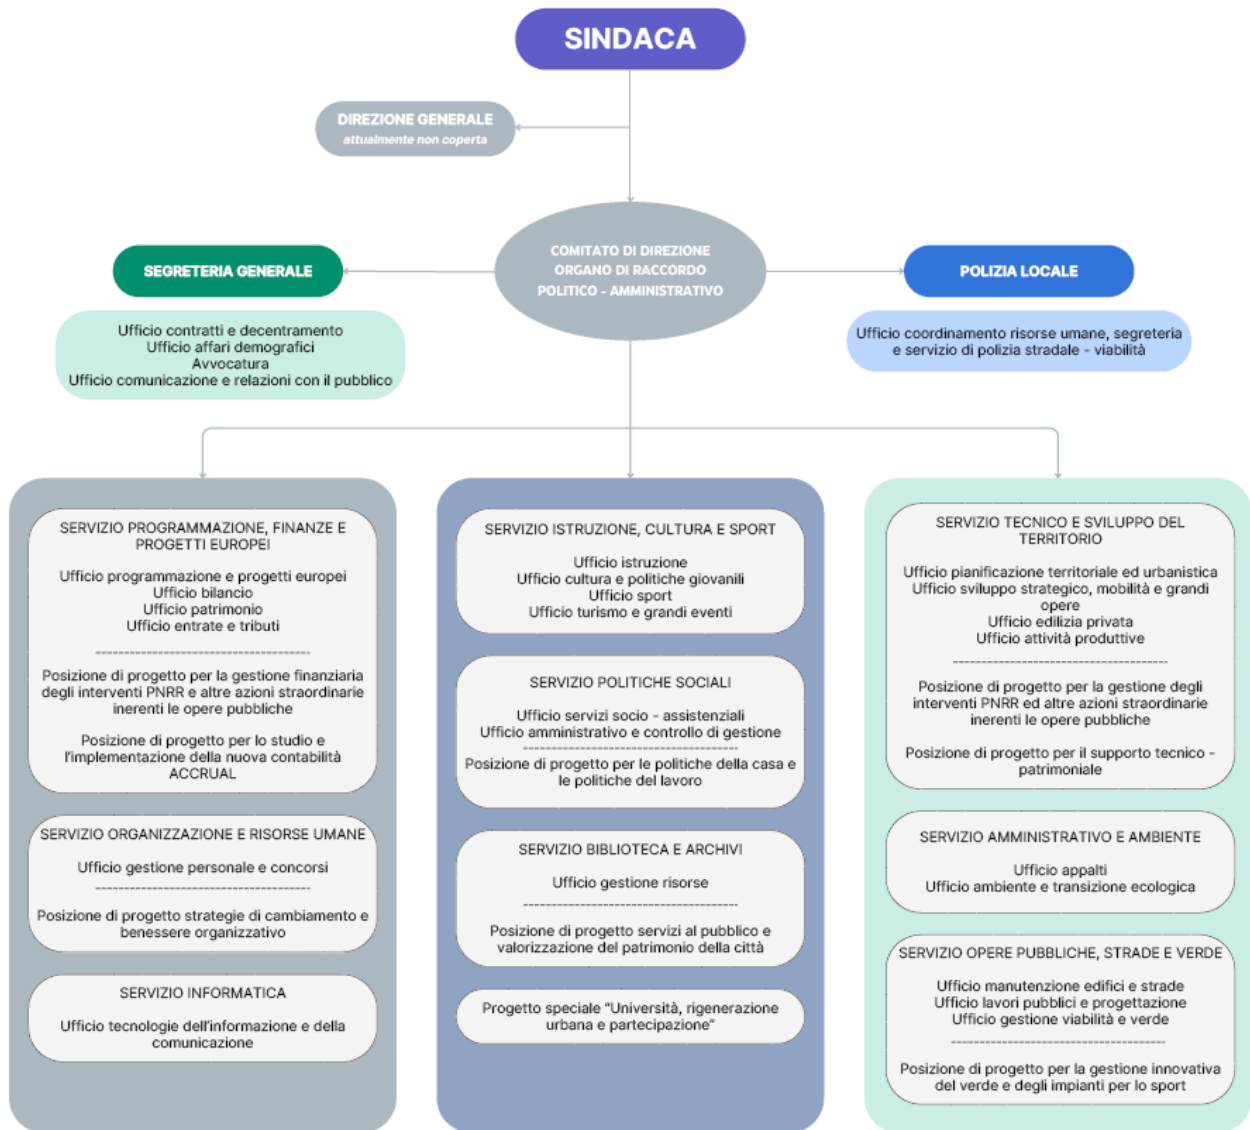 SINDACA
DIREZIONE GENERALE
attualmente non coperta
COMITATO DI DIREZIONE
ORGANO DI RACCORDO
POLITICO - AMMINISTRATIVO
SEGRETERIA GENERALE
Ufficio contratti e decentramento
Ufficio affari demografici
Avvocatura
Ufficio comunicazione e relazioni con il pubblico
POLIZIA LOCALE
Ufficio coordinamento risorse umane, segreteria
e servizio di polizia stradale - viabilità
SERVIZIO PROGRAMMAZIONE, FINANZE E
PROGETTI EUROPEI
Ufficio programmazione e progetti europei
Ufficio bilancio
Ufficio patrimonio
Ufficio entrate e tributi
Posizione di progetto per la gestione finanziaria
degli interventi PNRR e altre azioni straordinarie
inerenti le opere pubbliche
Posizione di progetto per lo studio e
l'implementazione della nuova contabilità
ACCRUAL
SERVIZIO ORGANIZZAZIONE E RISORSE UMANE
Ufficio gestione personale e concorsi
Posizione di progetto strategie di cambiamento e
benessere organizzativo
SERVIZIO INFORMATICA
Ufficio tecnologie dell'informazione e della
comunicazione
SERVIZIO ISTRUZIONE, CULTURA E SPORT
Ufficio istruzione
Ufficio cultura e politiche giovanili
Ufficio sport
Ufficio turismo e grandi eventi
SERVIZIO POLITICHE SOCIALI
Ufficio servizi socio - assistenziali
Ufficio amministrativo e controllo di gestione
Posizione di progetto per le politiche della casa e
le politiche del lavoro
SERVIZIO BIBLIOTECA E ARCHIVI
Ufficio gestione risorse
Posizione di progetto servizi al pubblico e
valorizzazione del patrimonio della città
Progetto speciale "Università, rigenerazione
urbana e partecipazione"
SERVIZIO TECNICO E SVILUPPO DEL
TERRITORIO
Ufficio pianificazione territoriale ed urbanistica
Ufficio sviluppo strategico, mobilità e grandi
opere
Ufficio edilizia privata
Ufficio attività produttive
Posizione di progetto per la gestione degli
interventi PNRR ed altre azioni straordinarie
inerenti le opere pubbliche
Posizione di progetto per il supporto tecnico -
patrimoniale
SERVIZIO AMMINISTRATIVO E AMBIENTE
Ufficio appalti
Ufficio ambiente e transizione ecologica
SERVIZIO OPERE PUBBLICHE, STRADE E VERDE
Ufficio manutenzione edifici e strade
Ufficio lavori pubblici e progettazione
Ufficio gestione viabilità e verde
Posizione di progetto per la gestione innovativa
del verde e degli impianti per lo sport